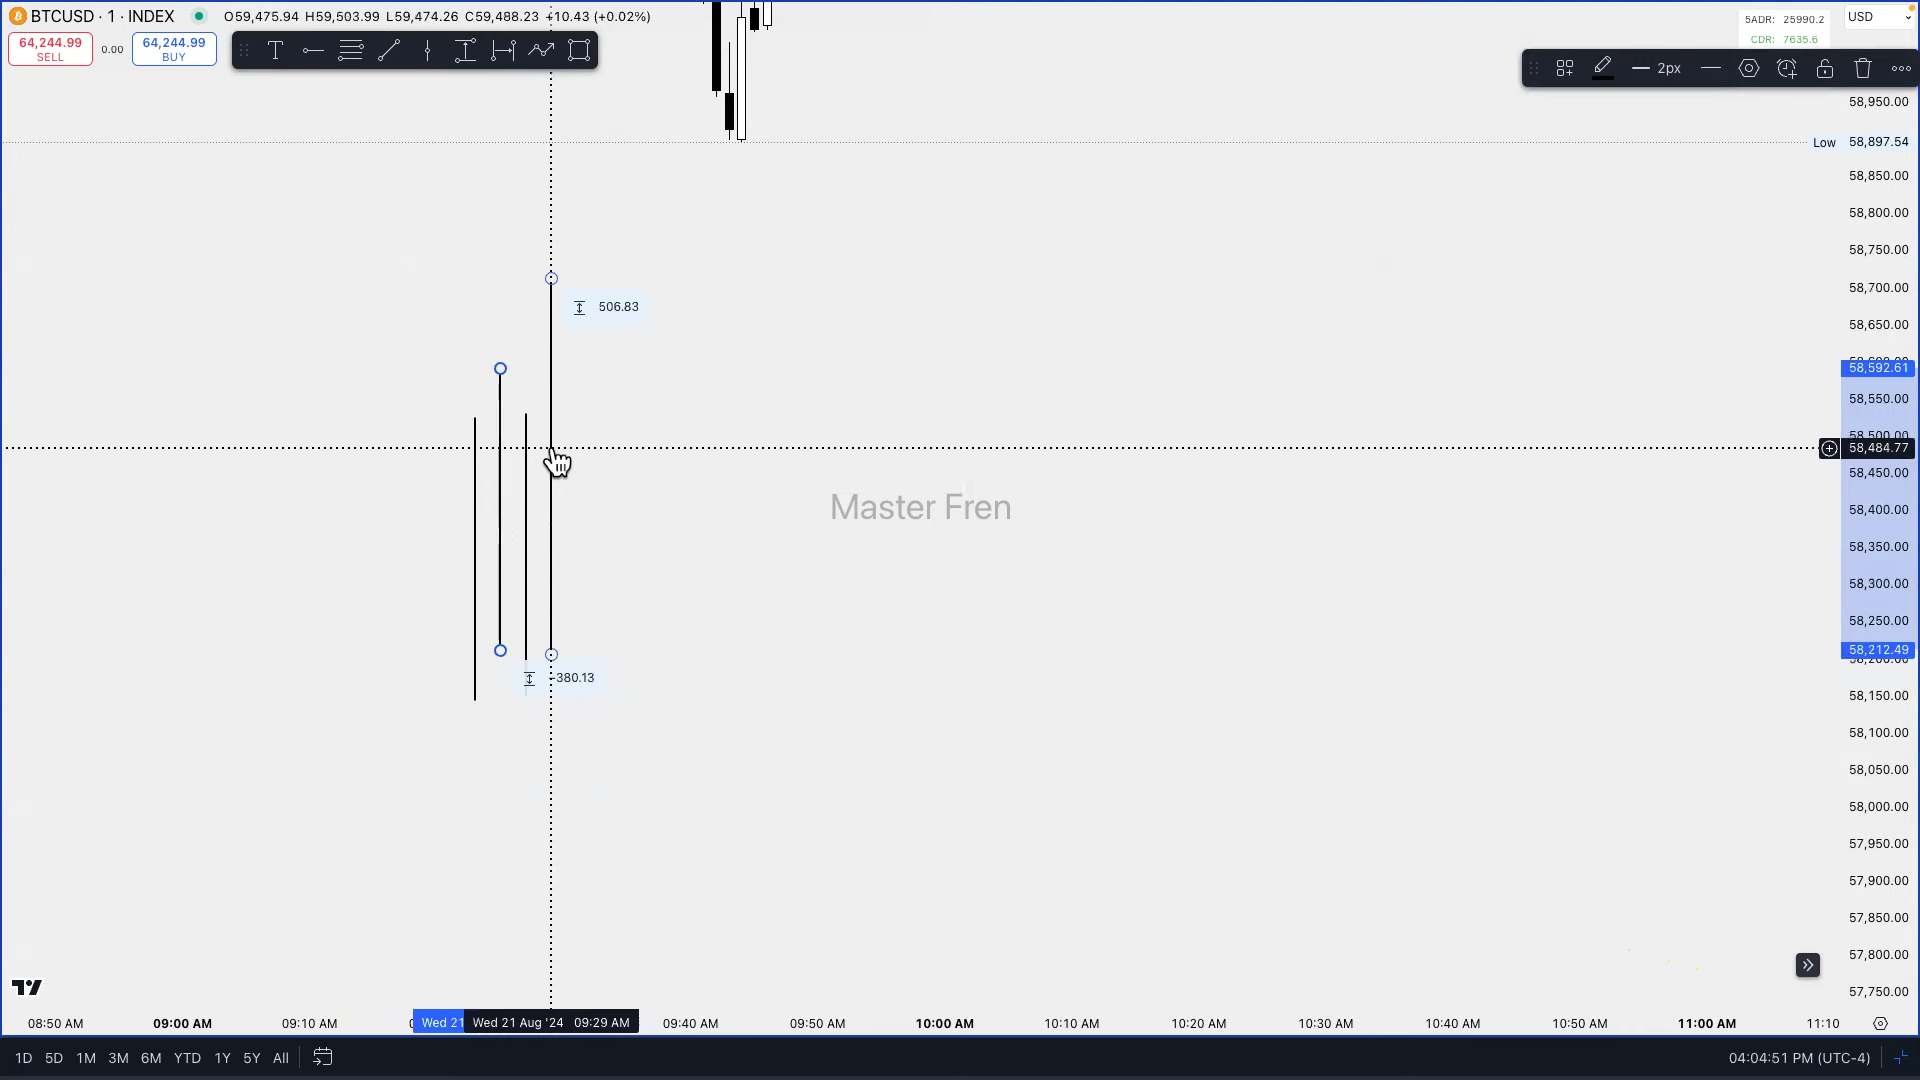 BTCUSD · 1 · INDEX O59,475.94 H59,503.99 L59,474.26 C59,488.23 +10.43 (+0.02%)
64,244.99
SELL
0.00
64,244.99
BUY
T
5ADR: 25990.2
CDR: 7635.6
USD
2px
58,950.00
Low 58,897.54
58,850.00
58,800.00
58,750.00
58,700.00
506.83
58,650.00
58,592.61
58,550.00
58,500.00
58,484.77
58,450.00
Master Fren
58,400.00
58,350.00
58,300.00
58,250.00
58,212.49
58,200.00
-380.13
58,150.00
58,100.00
58,050.00
58,000.00
57,950.00
57,900.00
57,850.00
57,800.00
57,750.00
08:50 AM 09:00 AM 09:10 AM Wed 21 Wed 21 Aug '24 09:29 AM 09:40 AM 09:50 AM 10:00 AM 10:10 AM 10:20 AM 10:30 AM 10:40 AM 10:50 AM 11:00 AM 11:10
1D 5D 1M 3M 6M YTD 1Y 5Y All 04:04:51 PM (UTC-4)